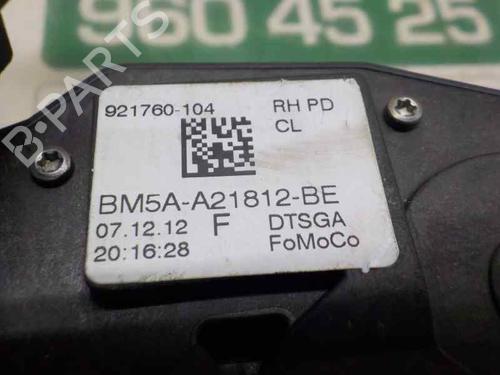 960 45 25
921760-104 RH PD
CL
BM5A-A21812-BE
07.12.12 F DTSGA
20:16:28 FoMoCo
B-PARTS